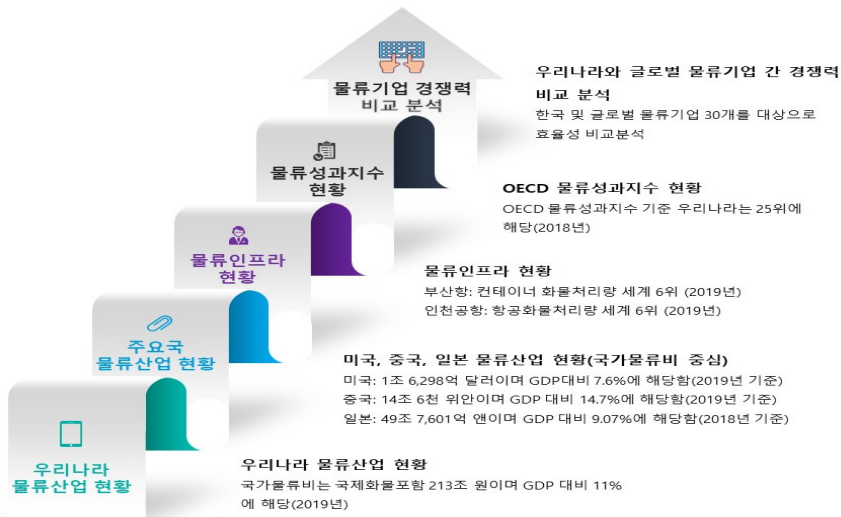 물류기업 경쟁력
비교 분석
우리나라와 글로벌 물류기업 간 경쟁력
비교 분석
한국 및 글로벌 물류기업 30개를 대상으로
효율성 비교분석
물류성과지수
현황
OECD 물류성과지수 현황
OECD 물류성과지수 기준 우리나라는 25위에
해당(2018년)
물류인프라
현황
물류인프라 현황
부산항: 컨테이너 화물처리량 세계 6위 (2019년)
인천공항: 항공화물처리량 세계 6위 (2019년)
주요국
물류산업 현황
미국, 중국, 일본 물류산업 현황(국가물류비 중심)
미국: 1조 6,298억 달러이며 GDP대비 7.6%에 해당함(2019년 기준)
중국: 14조 6천 위안이며 GDP 대비 14.7%에 해당함(2019년 기준)
일본: 49조 7,601억 앤이며 GDP 대비 9.07%에 해당함(2018년 기준)
우리나라
물류산업 현황
우리나라 물류산업 현황
국가물류비는 국제화물포함 213조 원이며 GDP 대비 11%
에 해당(2019년)